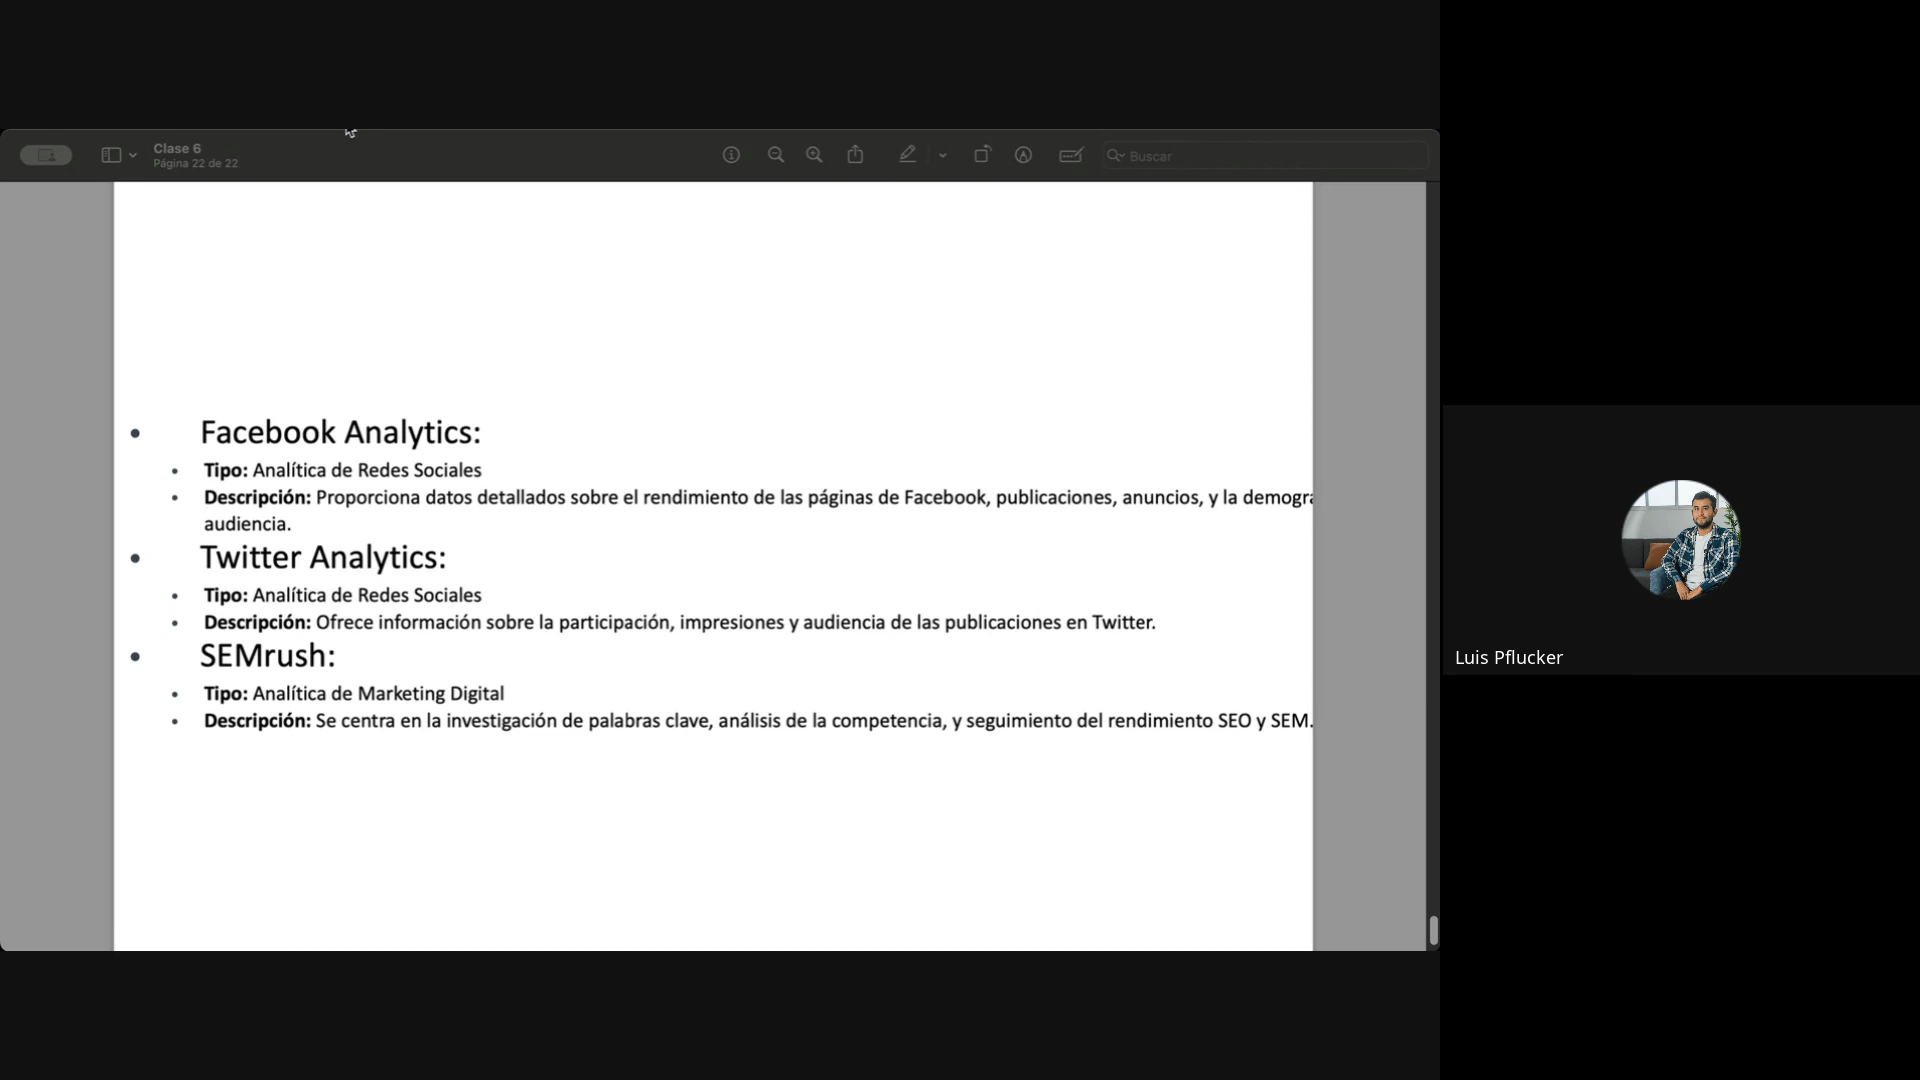 Clase 6
Página 22 de 22
Buscar
• Facebook Analytics:
• Tipo: Analítica de Redes Sociales
• Descripción: Proporciona datos detallados sobre el rendimiento de las páginas de Facebook, publicaciones, anuncios, y la demogra
audiencia.
• Twitter Analytics:
• Tipo: Analítica de Redes Sociales
• Descripción: Ofrece información sobre la participación, impresiones y audiencia de las publicaciones en Twitter.
• SEMrush:
• Tipo: Analítica de Marketing Digital
• Descripción: Se centra en la investigación de palabras clave, análisis de la competencia, y seguimiento del rendimiento SEO y SEM.
Luis Pflucker